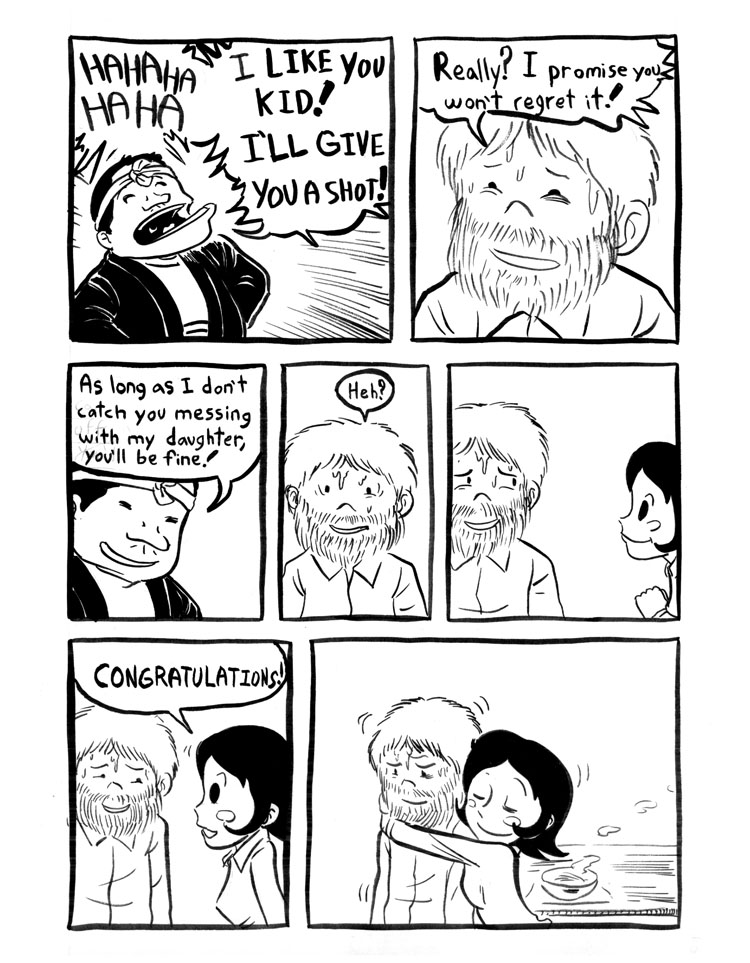 HAHAHA
HAHA
I LIKE YOU
KID!
I'LL GIVE
YOU A SHOT!
Really? I promise you
won't regret it!
As long as I don't
catch you messing
with my daughter,
you'll be fine!
Heh?
CONGRATULATIONS!